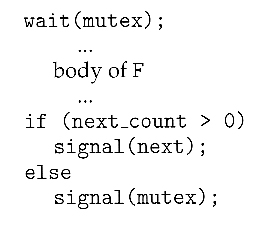 wait(mutex);
...
body of F
...
if (next_count > 0)
signal(next);
else
signal(mutex);